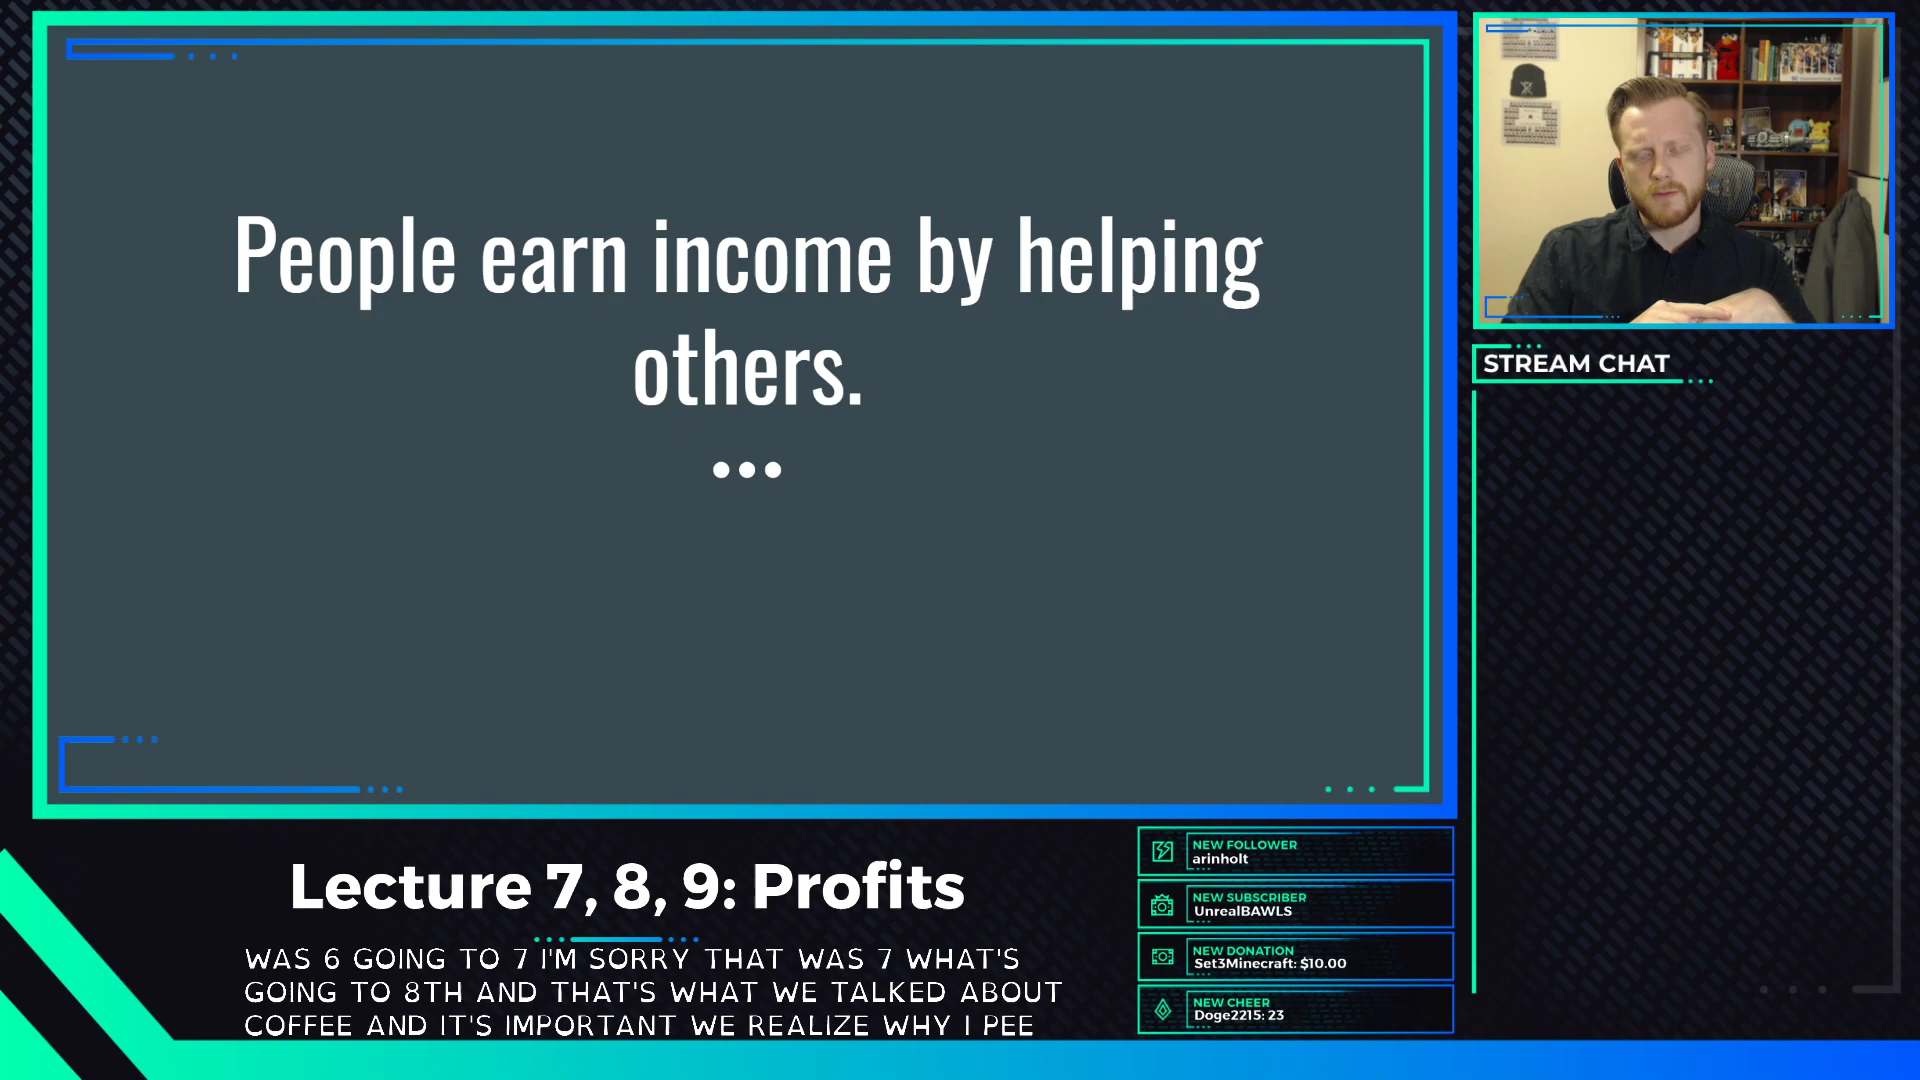 People earn income by helping
others.
STREAM CHAT
Lecture 7, 8, 9: Profits
WAS 6 GOING TO 7 I'M SORRY THAT WAS 7 WHAT'S
GOING TO 8TH AND THAT'S WHAT WE TALKED ABOUT
COFFEE AND IT'S IMPORTANT WE REALIZE WHY I PEE
NEW FOLLOWER
arinholt
NEW SUBSCRIBER
UnrealBAWLS
NEW DONATION
Set3Minecraft: $10.00
NEW CHEER
Doge2215: 23